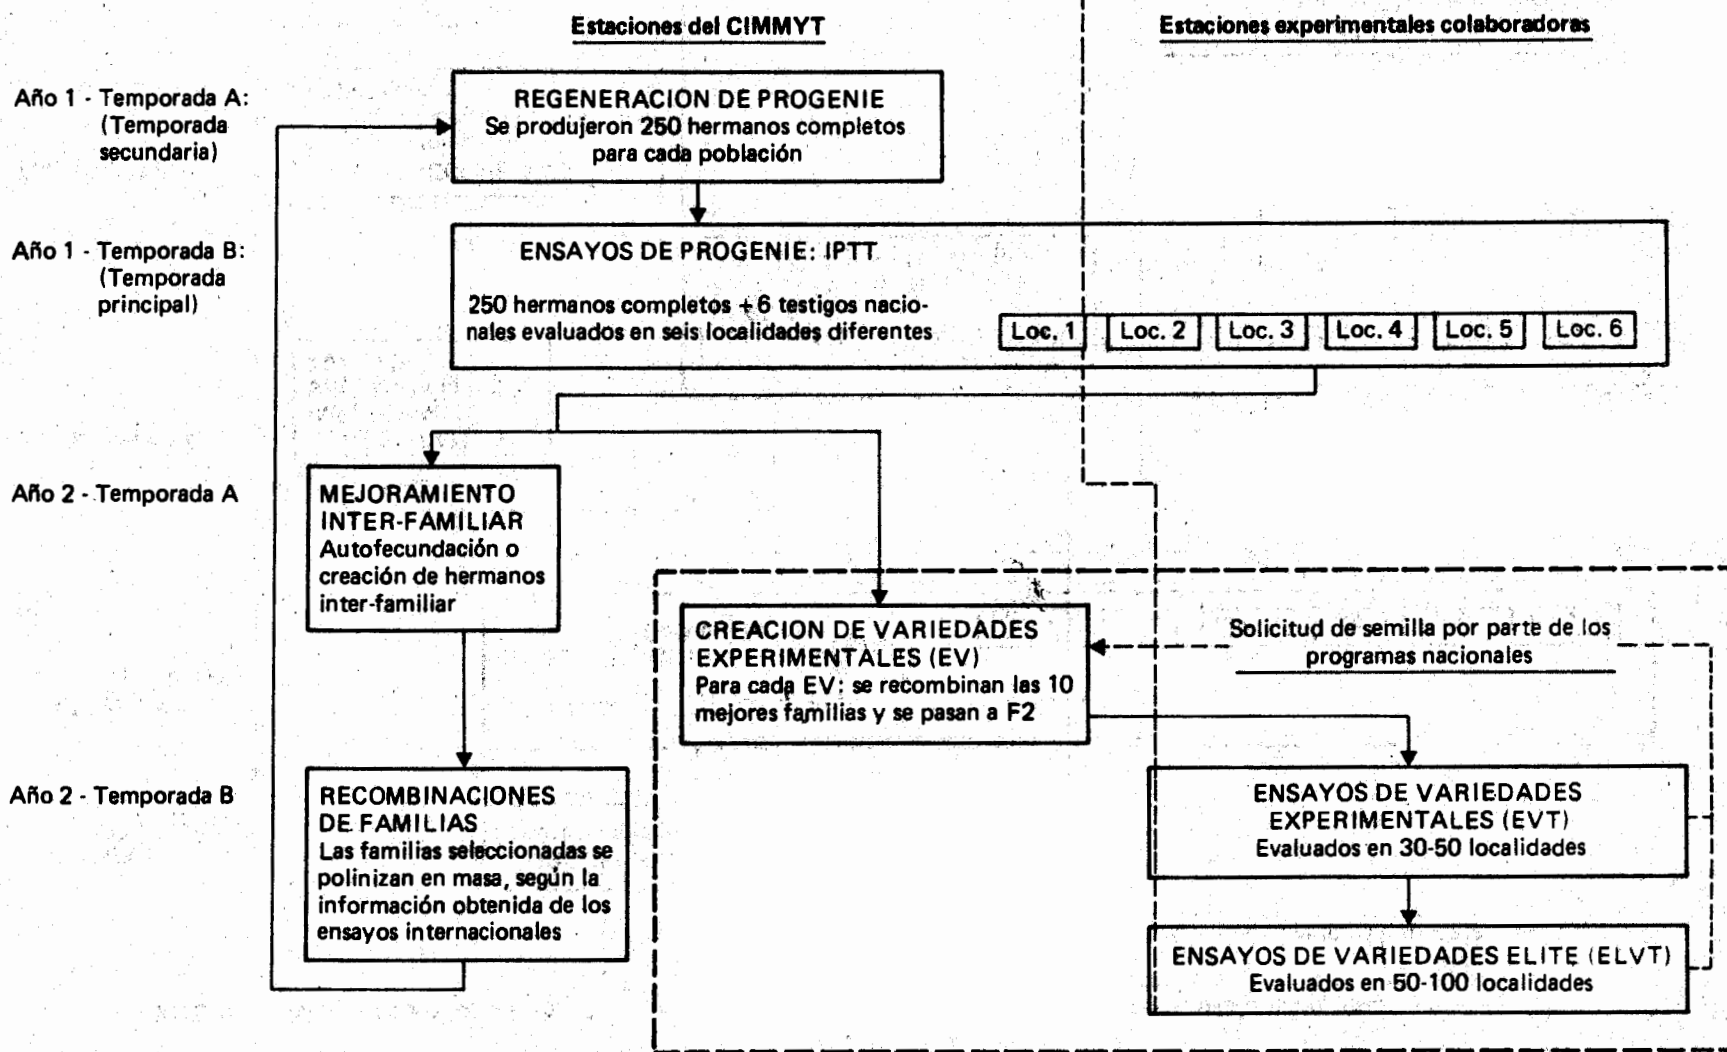 Estaciones del CIMMYT
Estaciones experimentales colaboradoras
Año 1 - Temporada A:
(Temporada
secundaria)
REGENERACION DE PROGENIE
Se produjeron 250 hermanos completos
para cada población
Año 1 - Temporada B:
(Temporada
principal)
ENSAYOS DE PROGENIE: IPTT
250 hermanos completos + 6 testigos nacio-
nales evaluados en seis localidades diferentes
Loc. 1
Loc. 2
Loc. 3
Loc. 4
Loc. 5
Loc. 6
Año 2 - Temporada A
MEJORAMIENTO
INTER-FAMILIAR
Autofecundación o
creación de hermanos
inter-familiar
CREACION DE VARIEDADES
EXPERIMENTALES (EV)
Para cada EV: se recombinan las 10
mejores familias y se pasan a F2
Solicitud de semilla por parte de los
programas nacionales
Año 2 - Temporada B
RECOMBINACIONES
DE FAMILIAS
Las familias seleccionadas se
polinizan en masa, según la
información obtenida de los
ensayos internacionales
ENSAYOS DE VARIEDADES
EXPERIMENTALES (EVT)
Evaluados en 30-50 localidades
ENSAYOS DE VARIEDADES ELITE (ELVT)
Evaluados en 50-100 localidades